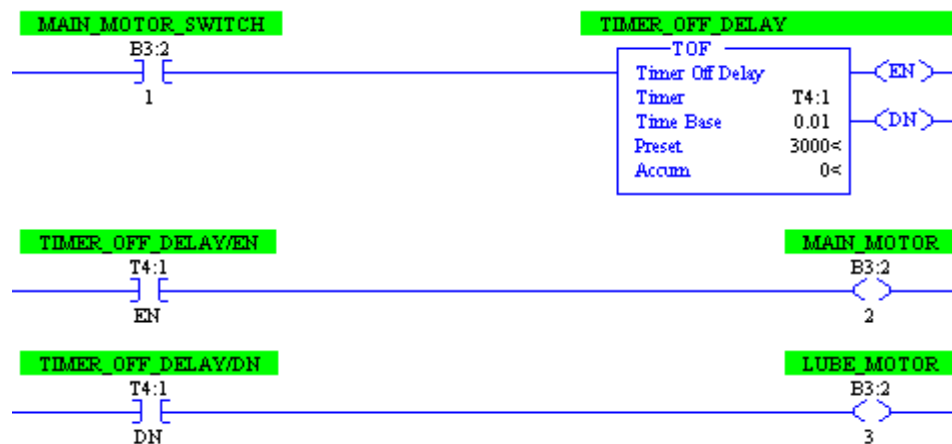 MAIN_MOTOR_SWITCH
B3:2
1
TIMER_OFF_DELAY
TOF
Timer Off Delay
Timer T4:1
Time Base 0.01
Preset 3000<
Accum 0<
EN
DN
TIMER_OFF_DELAY/EN
T4:1
EN
MAIN_MOTOR
B3:2
2
TIMER_OFF_DELAY/DN
T4:1
DN
LUBE_MOTOR
B3:2
3